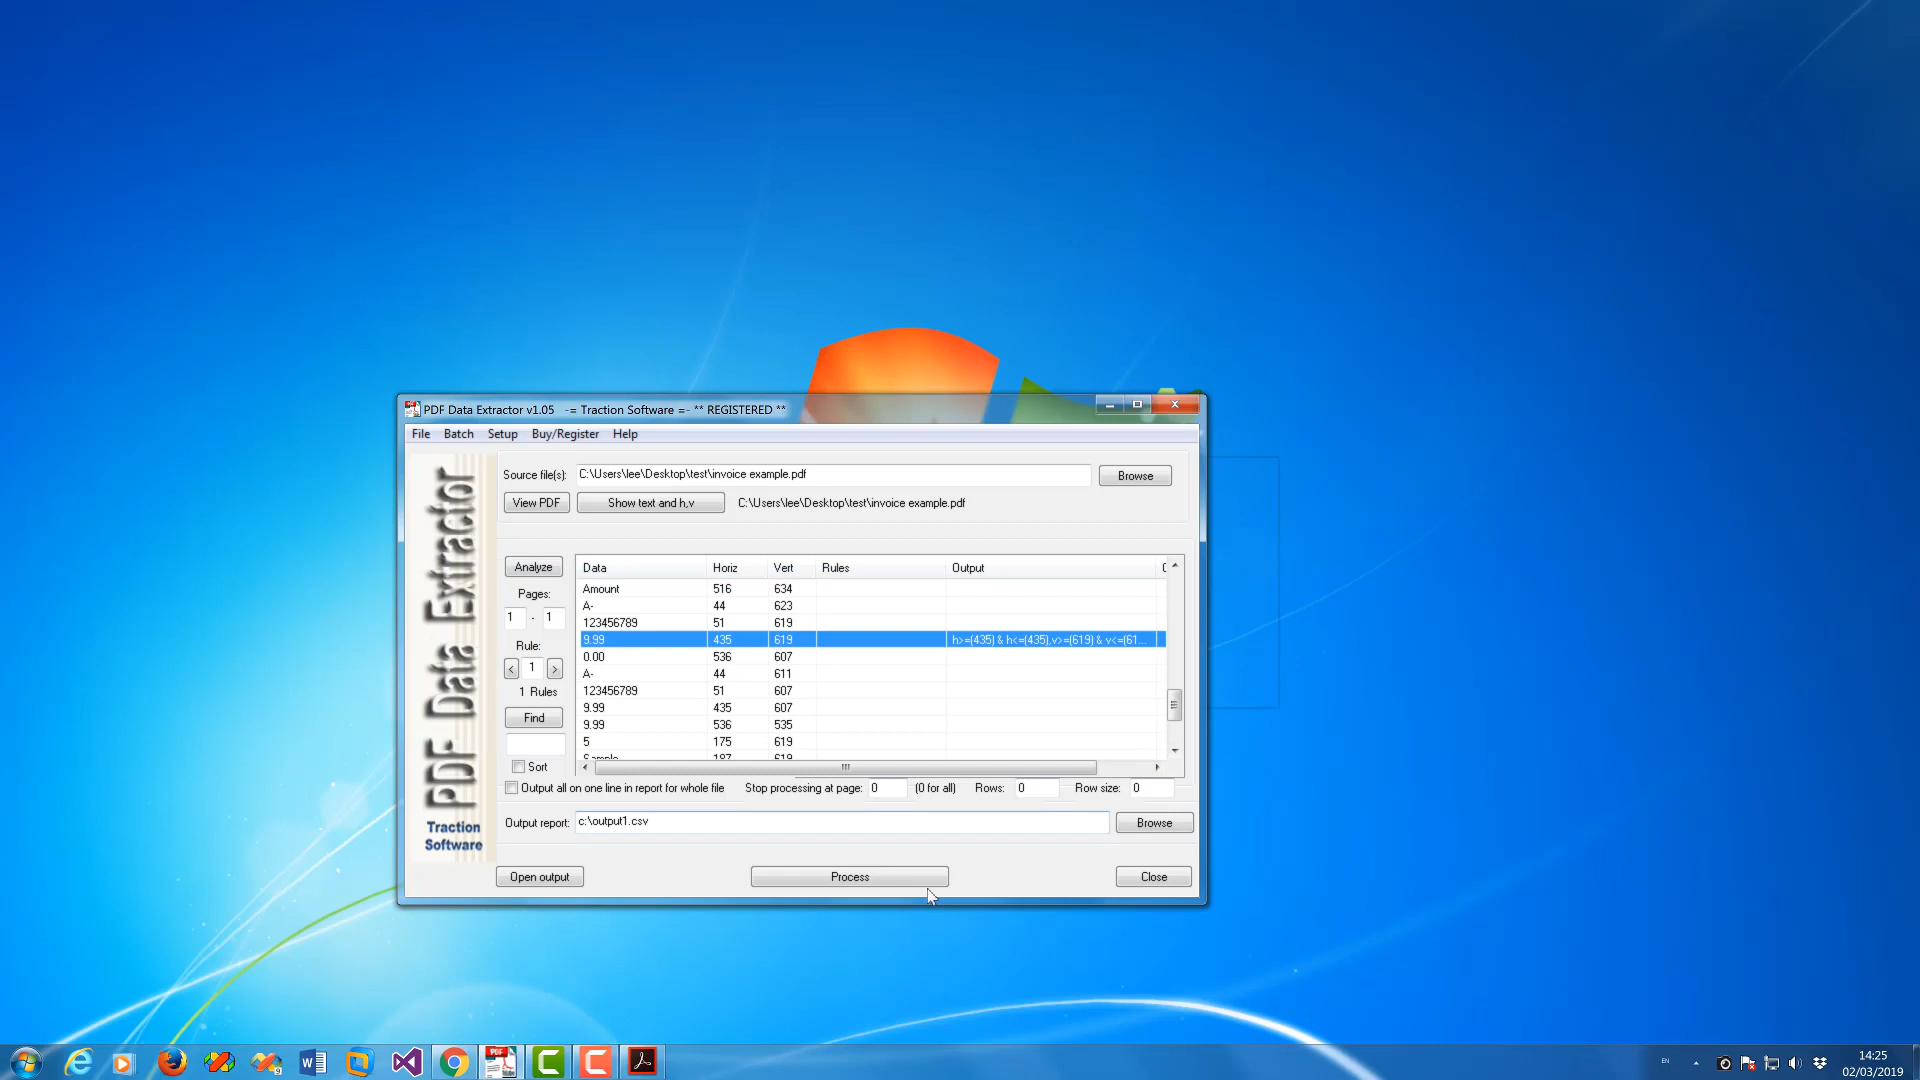 PDF Data Extractor v1.05 -= Traction Software =- ** REGISTERED **
File Batch Setup Buy/Register Help
PDF Data Extractor
Traction
Software
Source file(s): C:\Users\lee\Desktop\test\invoice example.pdf Browse
View PDF Show text and h,v C:\Users\lee\Desktop\test\invoice example.pdf
Analyze
Pages:
1 - 1
Rule:
< 1 >
1 Rules
Find
Sort
Data Horiz Vert Rules Output
Amount 516 634
A- 44 623
123456789 51 619
9.99 435 619 h>=(435) & h<=(435),v>=(619) & v<=(61...
0.00 536 607
A- 44 611
123456789 51 607
9.99 435 607
9.99 536 535
5 175 619
Sample 187 619
Output all on one line in report for whole file Stop processing at page: 0 (0 for all) Rows: 0 Row size: 0
Output report: c:\output1.csv Browse
Open output Process Close
EN
14:25
02/03/2019